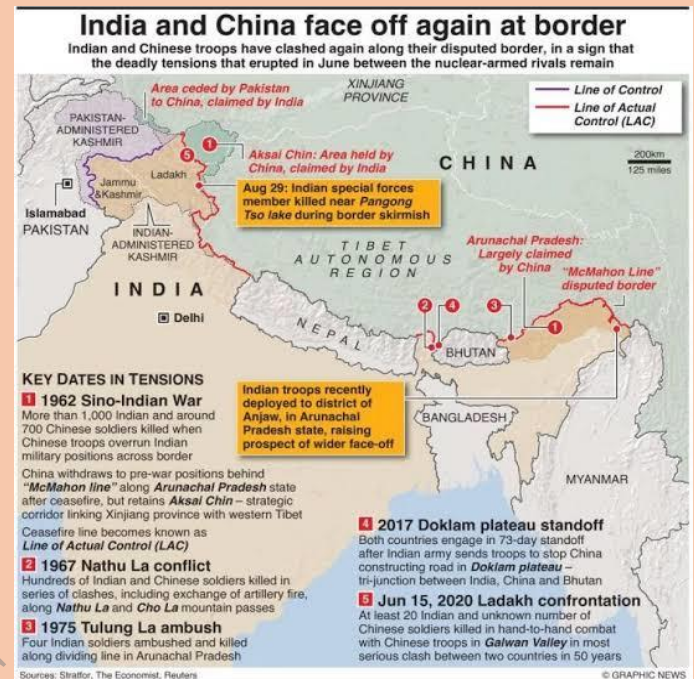 India and China face off again at border
Indian and Chinese troops have clashed again along their disputed border, in a sign that
the deadly tensions that erupted in June between the nuclear-armed rivals remain
Area ceded by Pakistan
to China, claimed by India
XINJIANG
PROVINCE
Line of Control
Line of Actual
Control (LAC)
PAKISTAN-
ADMINISTERED
KASHMIR
1
5
Aksai Chin: Area held by
China, claimed by India
CHINA
200km
125 miles
Ladakh
Jammu
&Kashmir
Aug 29: Indian special forces
member killed near Pangong
Tso lake during border skirmish
Islamabad
PAKISTAN
INDIAN-
ADMINISTERED
KASHMIR
TIBET
AUTONOMOUS
REGION
Arunachal Pradesh:
Largely claimed
by China
"McMahon Line"
disputed border
INDIA
Delhi
NEPAL
2
4
3
1
BHUTAN
Indian troops recently
deployed to district of
Anjaw, in Arunachal
Pradesh state, raising
prospect of wider face-off
BANGLADESH
MYANMAR
KEY DATES IN TENSIONS
1 1962 Sino-Indian War
More than 1,000 Indian and around
700 Chinese soldiers killed when
Chinese troops overrun Indian
military positions across border
China withdraws to pre-war positions behind
"McMahon line" along Arunachal Pradesh state
after ceasefire, but retains Aksai Chin – strategic
corridor linking Xinjiang province with western Tibet
Ceasefire line becomes known as
Line of Actual Control (LAC)
2 1967 Nathu La conflict
Hundreds of Indian and Chinese soldiers killed in
series of clashes, including exchange of artillery fire,
along Nathu La and Cho La mountain passes
3 1975 Tulung La ambush
Four Indian soldiers ambushed and killed
along dividing line in Arunachal Pradesh
4 2017 Doklam plateau standoff
Both countries engage in 73-day standoff
after Indian army sends troops to stop China
constructing road in Doklam plateau –
tri-junction between India, China and Bhutan
5 Jun 15, 2020 Ladakh confrontation
At least 20 Indian and unknown number of
Chinese soldiers killed in hand-to-hand combat
with Chinese troops in Galwan Valley in most
serious clash between two countries in 50 years
Sources: Stratfor, The Economist, Reuters
© GRAPHIC NEWS